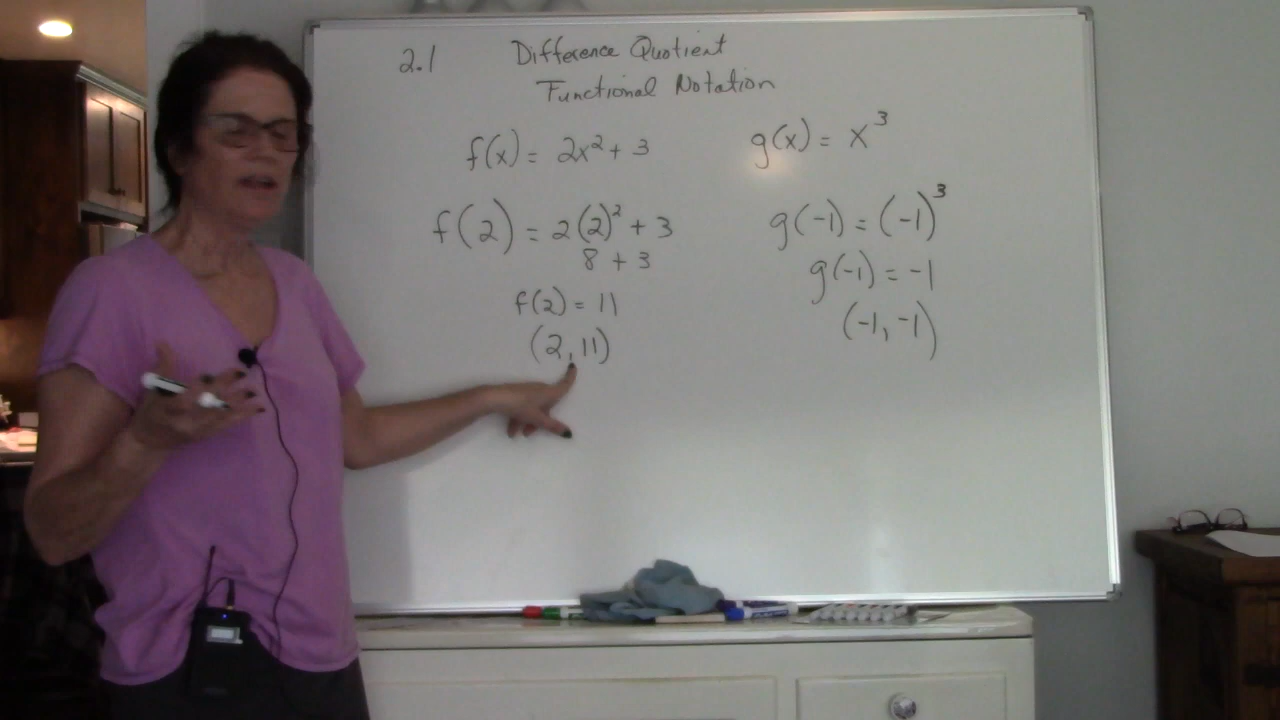 2.1 Difference Quotient
Functional Notation
f(x) = 2x² + 3
f(2) = 2(2)² + 3
8 + 3
f(2) = 11
(2, 11)
g(x) = x³
g(-1) = (-1)³
g(-1) = -1
(-1, -1)